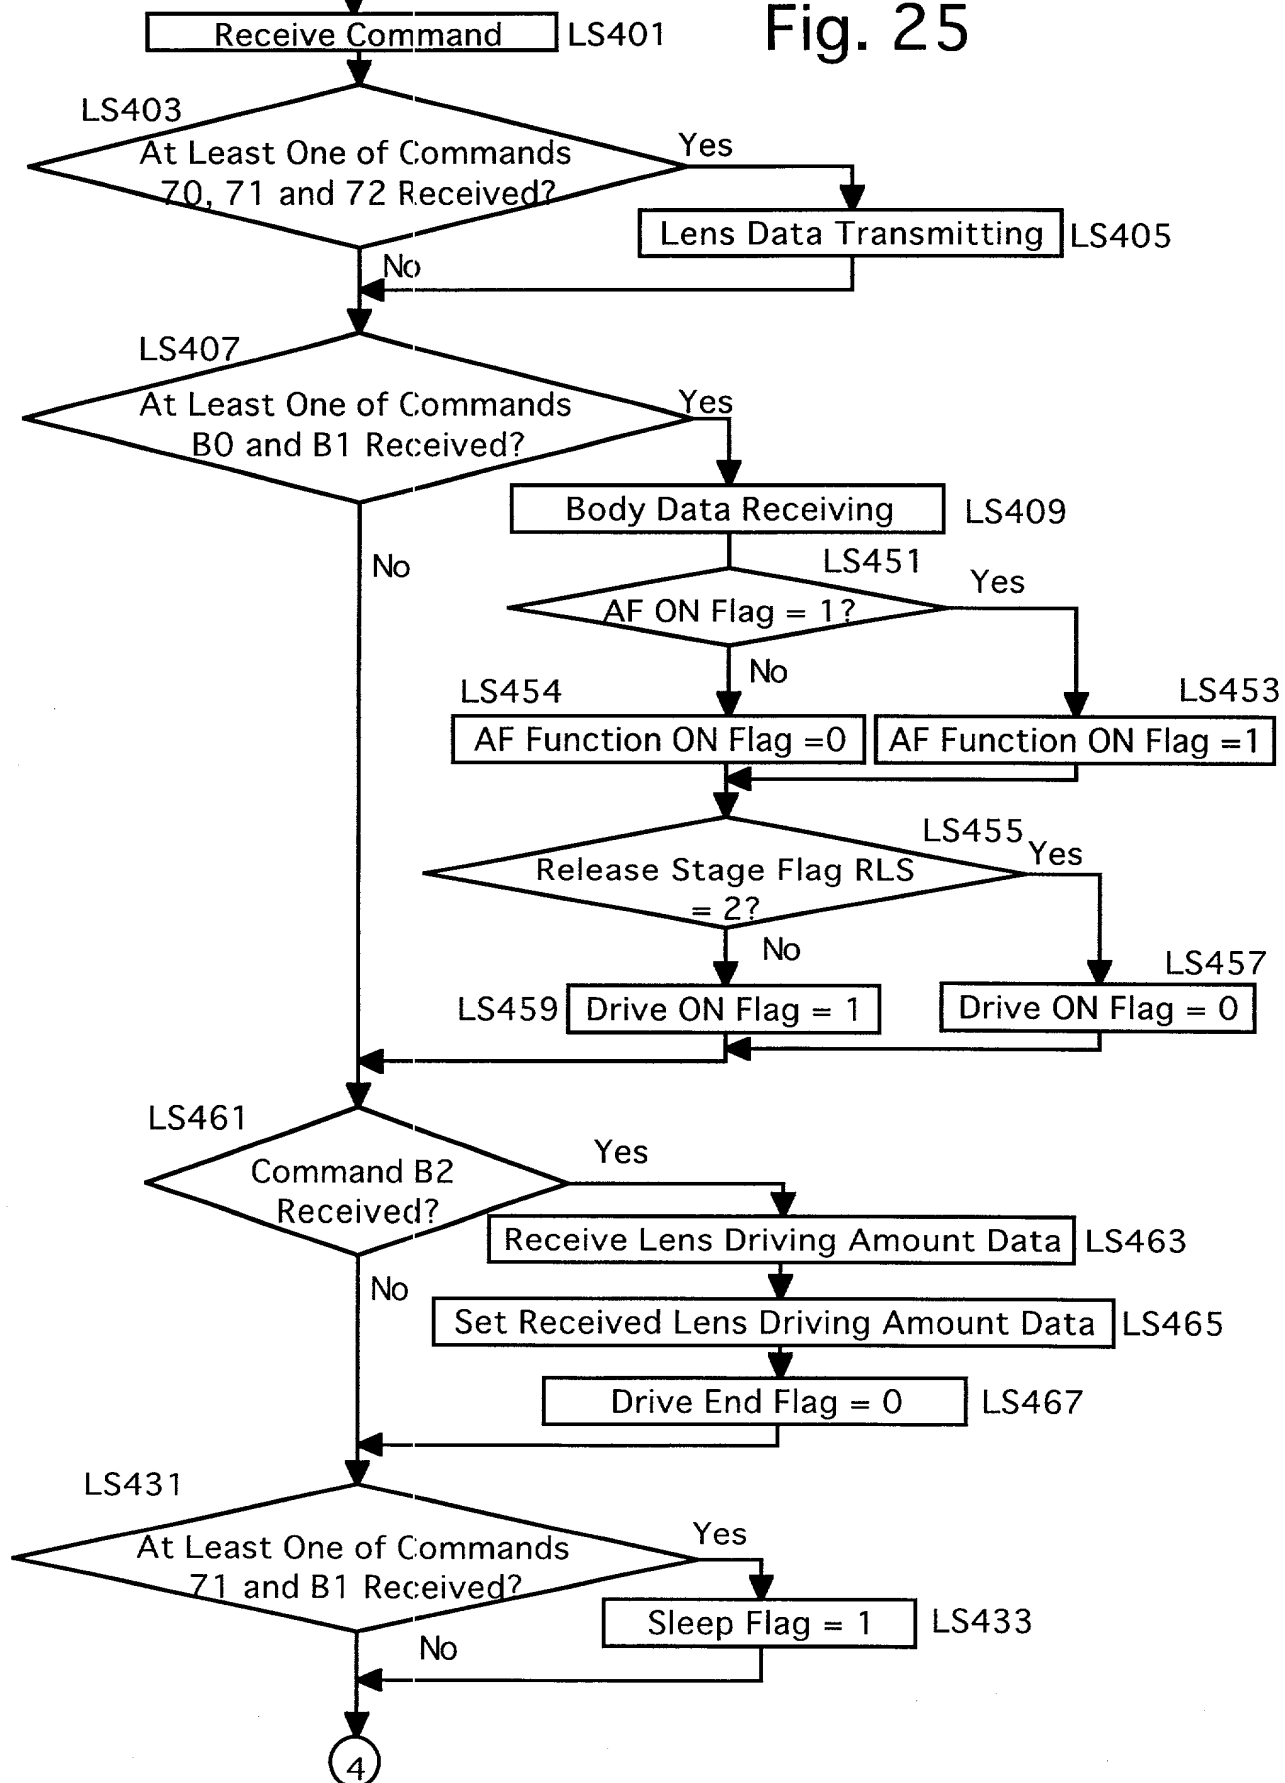 Fig. 25
Receive Command
LS401
LS403
At Least One of Commands
70, 71 and 72 Received?
Yes
Lens Data Transmitting
LS405
No
LS407
At Least One of Commands
B0 and B1 Received?
Yes
Body Data Receiving
LS409
No
LS451
AF ON Flag = 1?
Yes
No
LS454
AF Function ON Flag =0
LS453
AF Function ON Flag =1
LS455
Release Stage Flag RLS
= 2?
Yes
No
LS459
Drive ON Flag = 1
LS457
Drive ON Flag = 0
LS461
Command B2
Received?
Yes
Receive Lens Driving Amount Data
LS463
No
Set Received Lens Driving Amount Data
LS465
Drive End Flag = 0
LS467
LS431
At Least One of Commands
71 and B1 Received?
Yes
Sleep Flag = 1
LS433
No
4